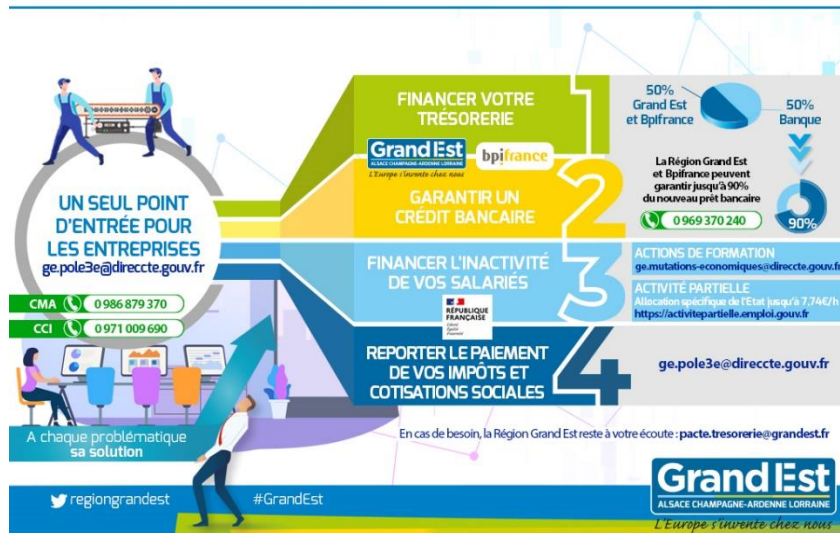 UN SEUL POINT
D'ENTRÉE POUR
LES ENTREPRISES
ge.pole3e@direccte.gouv.fr
CMA 0 986 879 370
CCI 0 971 009 690
A chaque problématique
sa solution
FINANCER VOTRE
TRÉSORERIE
1
Grand Est
ALSACE CHAMPAGNE-ARDENNE LORRAINE
L'Europe s'invente chez nous
bpifrance
50%
Grand Est
et Bpifrance
50%
Banque
GARANTIR UN
CRÉDIT BANCAIRE
2
La Région Grand Est
et Bpifrance peuvent
garantir jusqu'à 90%
du nouveau prêt bancaire
0 969 370 240
90%
FINANCER L'INACTIVITÉ
DE VOS SALARIÉS
3
RÉPUBLIQUE
FRANÇAISE
Liberté
Égalité
Fraternité
ACTIONS DE FORMATION
ge.mutations-economiques@direccte.gouv.fr
ACTIVITÉ PARTIELLE
Allocation spécifique de l'Etat jusqu'à 7,74€/h
https://activitepartielle.emploi.gouv.fr
REPORTER LE PAIEMENT
DE VOS IMPÔTS ET
COTISATIONS SOCIALES
4
ge.pole3e@direccte.gouv.fr
En cas de besoin, la Région Grand Est reste à votre écoute : pacte.tresorerie@grandest.fr
regiongrandest
#GrandEst
Grand Est
ALSACE CHAMPAGNE-ARDENNE LORRAINE
L'Europe s'invente chez nous